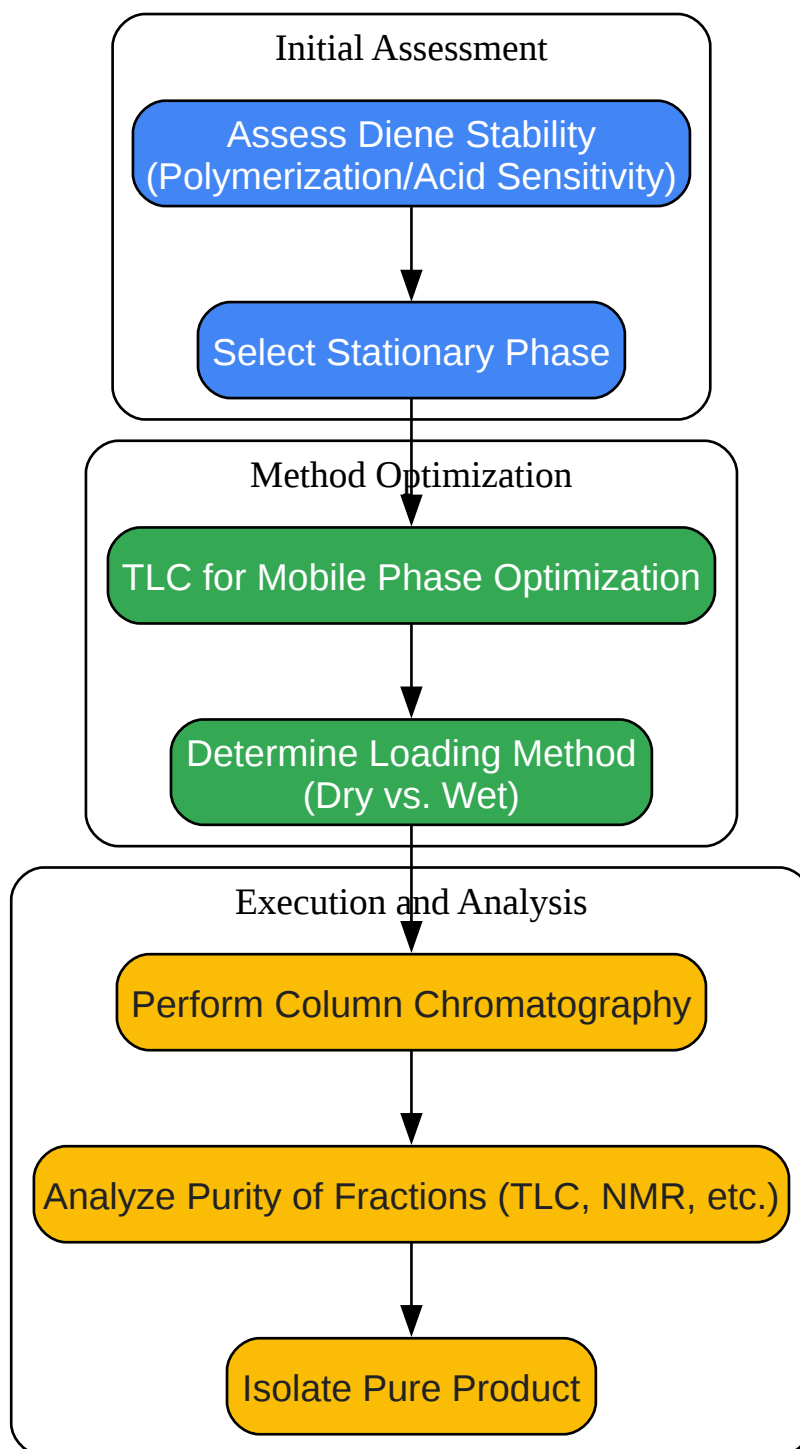 Initial Assessment
Assess Diene Stability
(Polymerization/Acid Sensitivity)
Select Stationary Phase
Method Optimization
TLC for Mobile Phase Optimization
Determine Loading Method
(Dry vs. Wet)
Execution and Analysis
Perform Column Chromatography
Analyze Purity of Fractions (TLC, NMR, etc.)
Isolate Pure Product